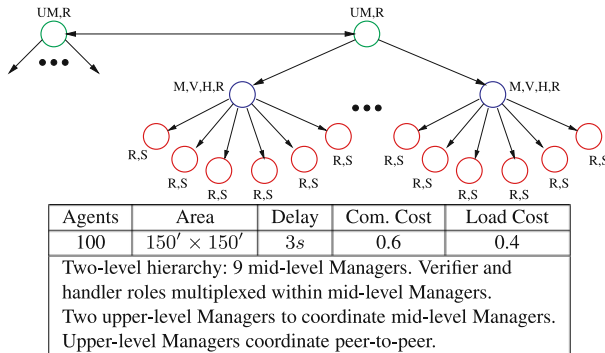 UM,R
UM,R
M,V,H,R
M,V,H,R
R,S
R,S
R,S
R,S
R,S
R,S
R,S
R,S
R,S
R,S
R,S
R,S
Agents Area Delay Com. Cost Load Cost
100 150′ × 150′ 3s 0.6 0.4
Two-level hierarchy: 9 mid-level Managers. Verifier and
handler roles multiplexed within mid-level Managers.
Two upper-level Managers to coordinate mid-level Managers.
Upper-level Managers coordinate peer-to-peer.